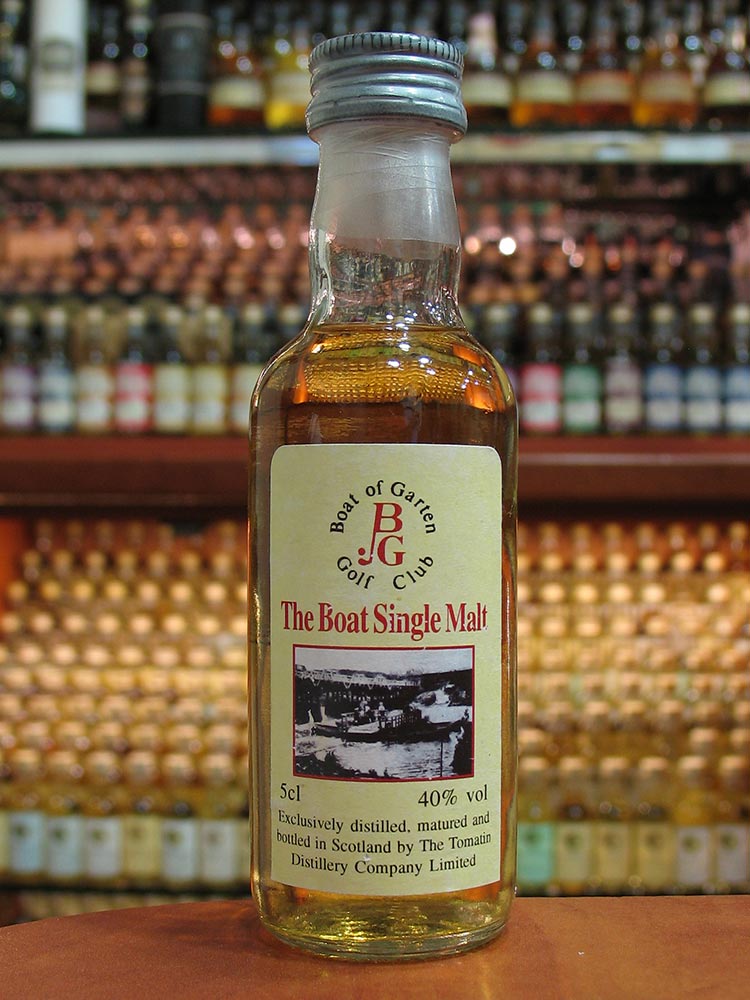 Boat of Garten
BG
Golf Club
The Boat Single Malt
5cl 40% vol
Exclusively distilled, matured and
bottled in Scotland by The Tomatin
Distillery Company Limited